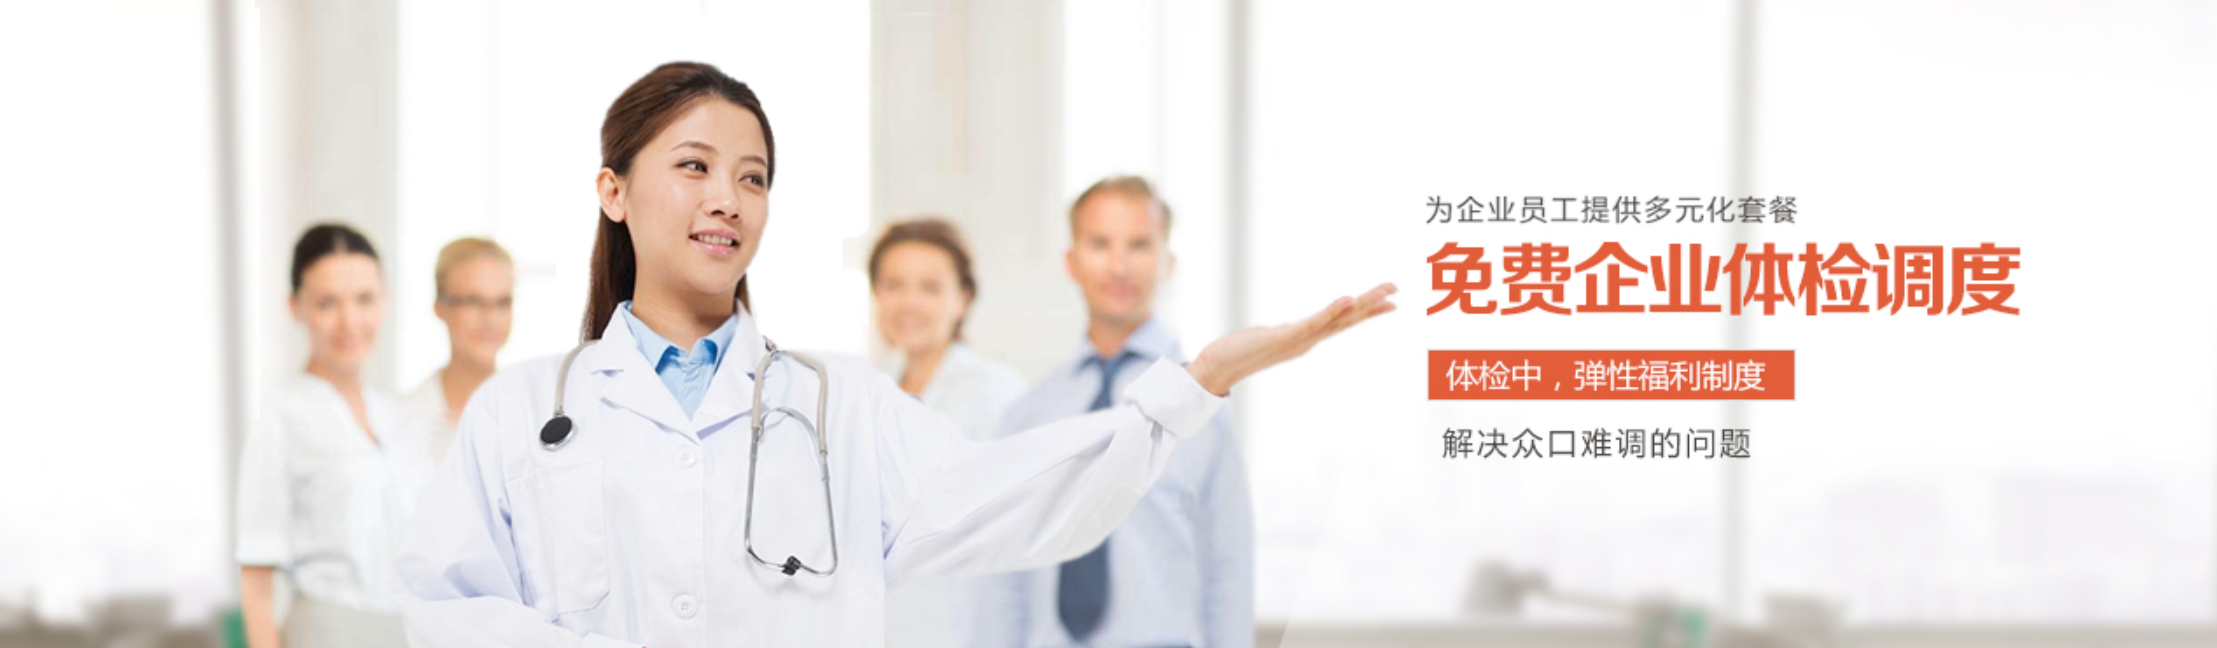 为企业员工提供多元化套餐
免费企业体检调度
体检中，弹性福利制度
解决众口难调的问题